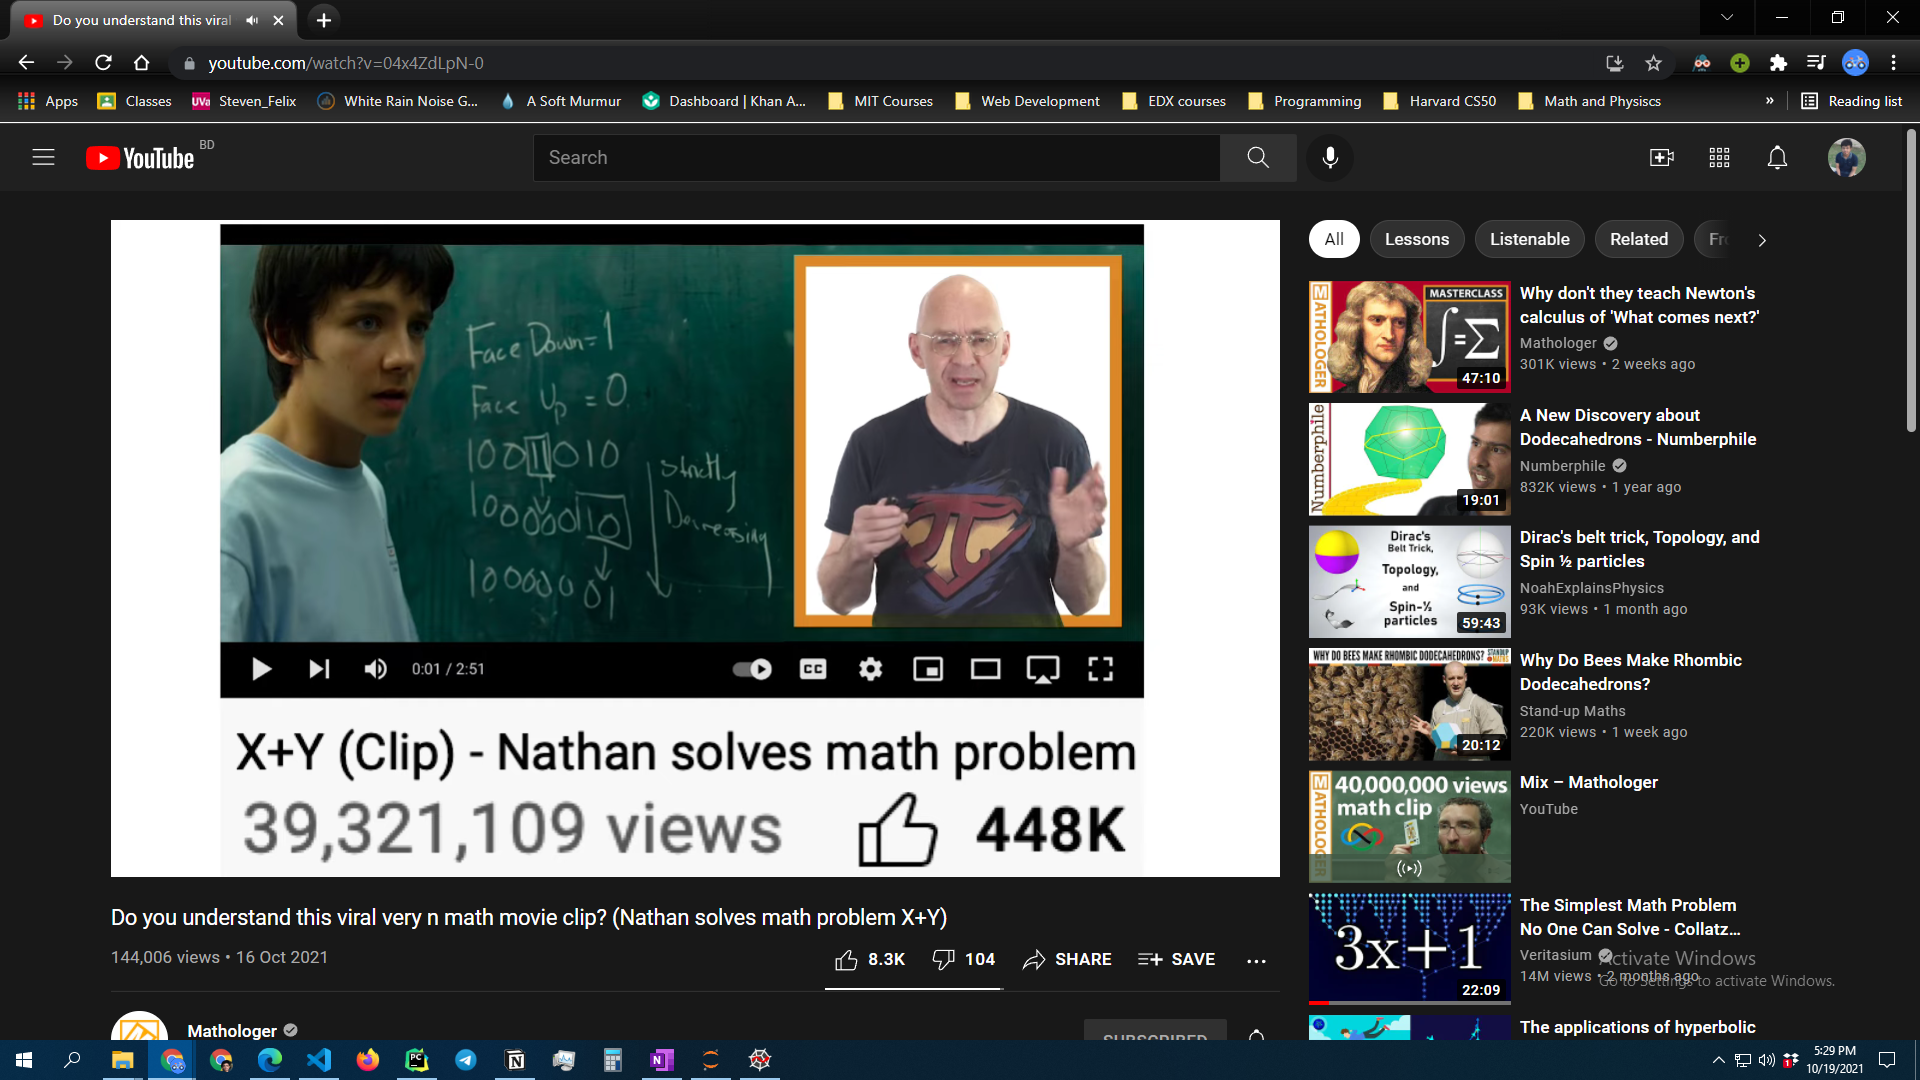 Do you understand this viral
youtube.com/watch?v=04x4ZdLpN-0
Apps
Classes
UVa
Steven_Felix
White Rain Noise G...
A Soft Murmur
Dashboard | Khan A...
MIT Courses
Web Development
EDX courses
Programming
Harvard CS50
Math and Physiscs
»
Reading list
YouTube BD
Search
Face Down=1
Face Up = 0
1001010
Strictly
Decreasing
0:01 / 2:51
CC
X+Y (Clip) - Nathan solves math problem
39,321,109 views
448K
Do you understand this viral very n math movie clip? (Nathan solves math problem X+Y)
144,006 views • 16 Oct 2021
8.3K
104
SHARE
SAVE
Mathologer
SUBSCRIBED
All
Lessons
Listenable
Related
Fro
MATHOLOGER
MASTERCLASS
∫=Σ
47:10
Why don't they teach Newton's
calculus of 'What comes next?'
Mathologer
301K views • 2 weeks ago
Numberphile
19:01
A New Discovery about
Dodecahedrons - Numberphile
Numberphile
832K views • 1 year ago
Dirac's
Belt Trick,
Topology,
and
Spin-½
particles
59:43
Dirac's belt trick, Topology, and
Spin ½ particles
NoahExplainsPhysics
93K views • 1 month ago
WHY DO BEES MAKE RHOMBIC DODECAHEDRONS?
STANDUP
MATHS
20:12
Why Do Bees Make Rhombic
Dodecahedrons?
Stand-up Maths
220K views • 1 week ago
MATHOLOGER
40,000,000 views
math clip
Mix – Mathologer
YouTube
3x+1
22:09
The Simplest Math Problem
No One Can Solve - Collatz...
Veritasium
14M views • 2 months ago
Activate Windows
Go to Settings to activate Windows.
The applications of hyperbolic
PC
N
N
5:29 PM
10/19/2021